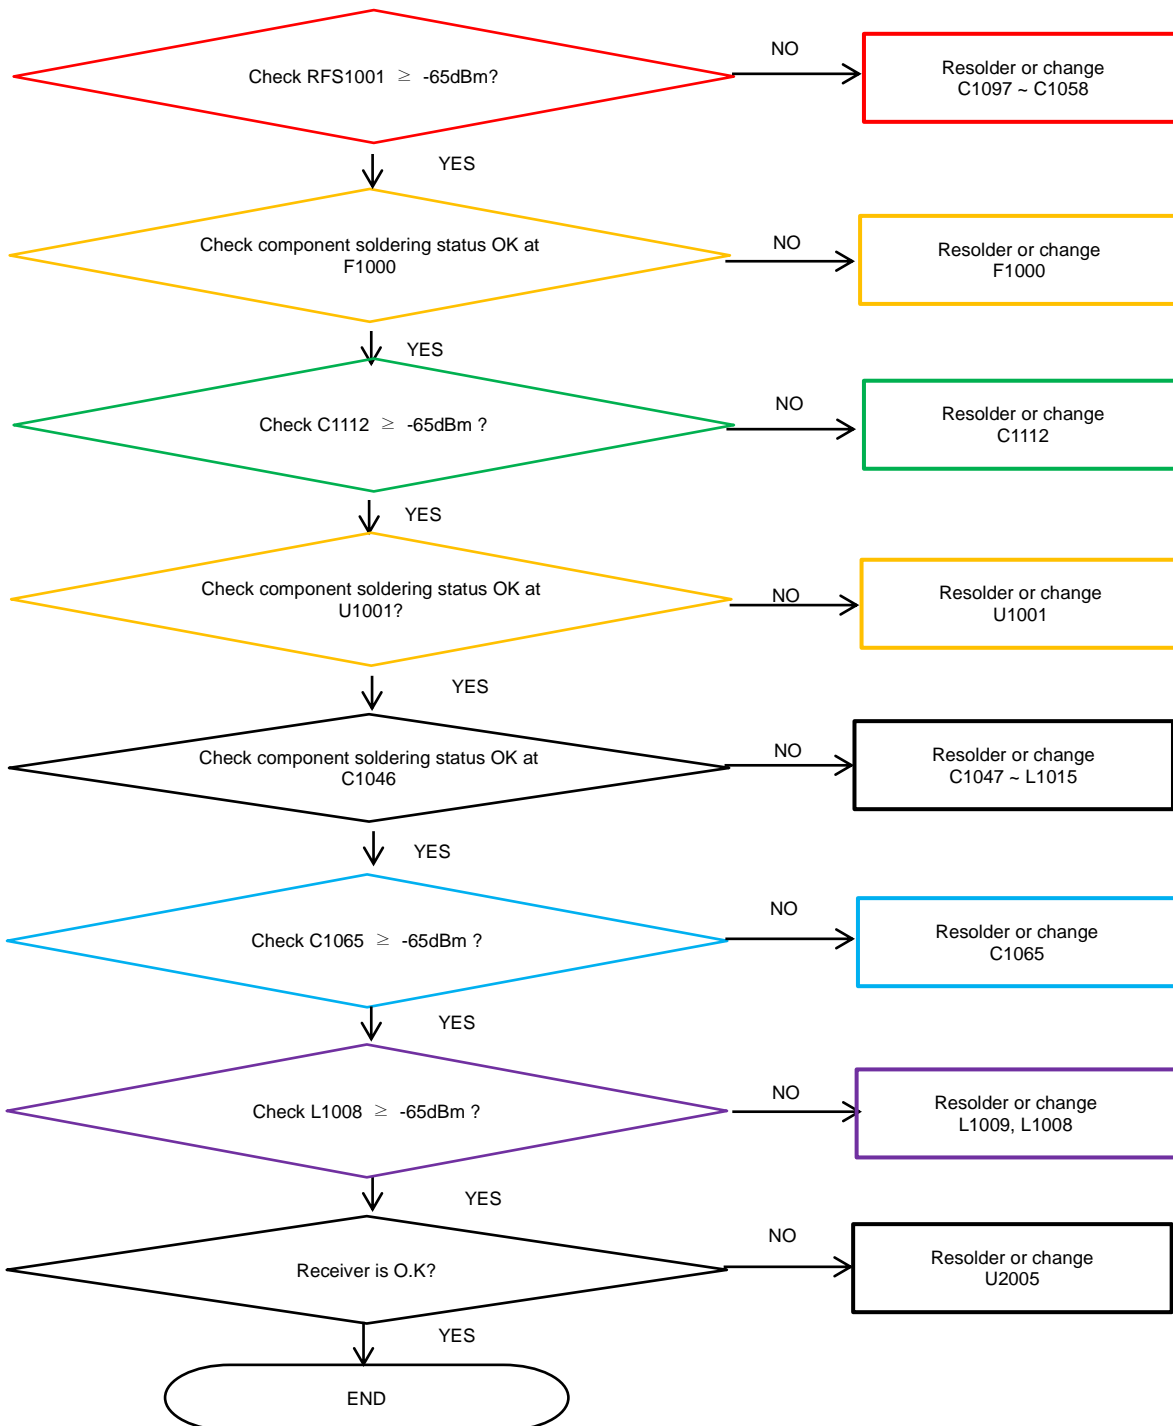 Check RFS1001 ≥ -65dBm?
NO
Resolder or change
C1097 ~ C1058
YES
Check component soldering status OK at
F1000
NO
Resolder or change
F1000
YES
Check C1112 ≥ -65dBm ?
NO
Resolder or change
C1112
YES
Check component soldering status OK at
U1001?
NO
Resolder or change
U1001
YES
Check component soldering status OK at
C1046
NO
Resolder or change
C1047 ~ L1015
YES
Check C1065 ≥ -65dBm ?
NO
Resolder or change
C1065
YES
Check L1008 ≥ -65dBm ?
NO
Resolder or change
L1009, L1008
YES
Receiver is O.K?
NO
Resolder or change
U2005
YES
END